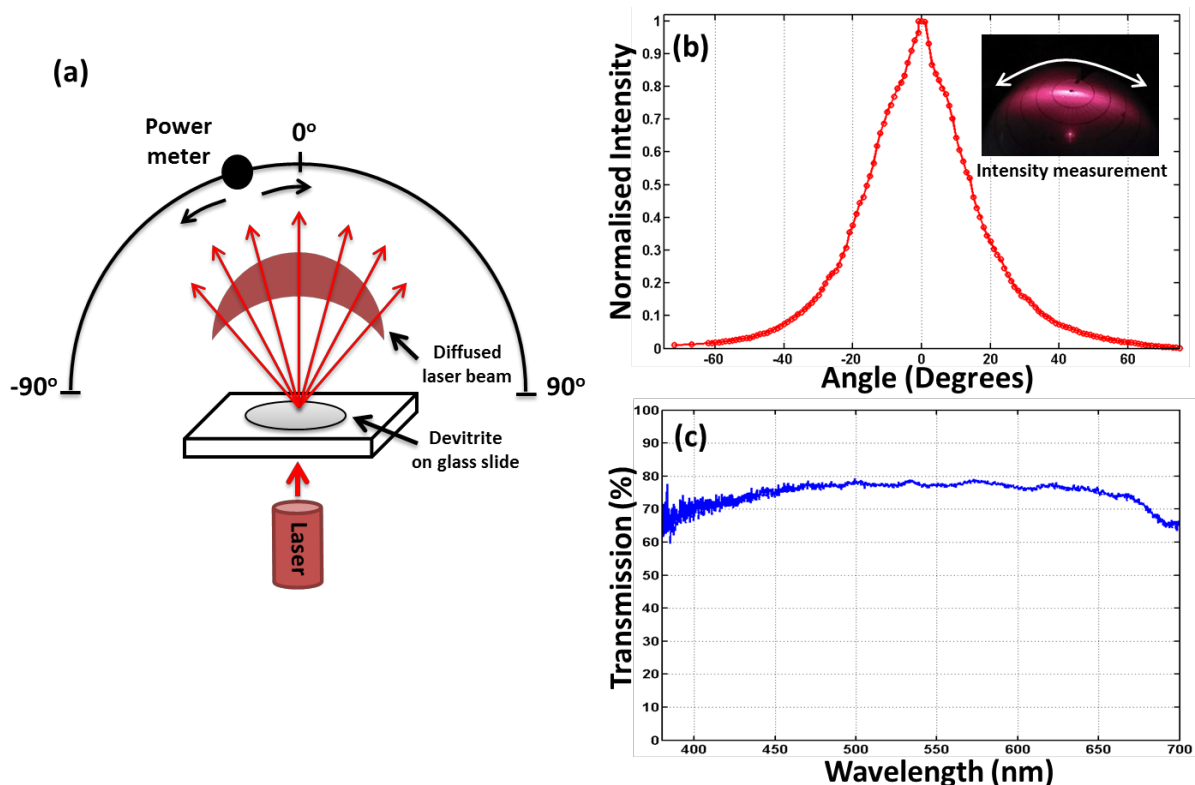 (a)
Power
meter
0°
-90°
90°
Diffused
laser beam
Devitrite
on glass slide
Laser
(b)
Normalised Intensity
1
0.9
0.8
0.7
0.6
0.5
0.4
0.3
0.2
0.1
0
-60
-40
-20
0
20
40
60
Angle (Degrees)
Intensity measurement
(c)
Transmission (%)
100
90
80
70
60
50
40
30
20
10
0
400
450
500
550
600
650
700
Wavelength (nm)